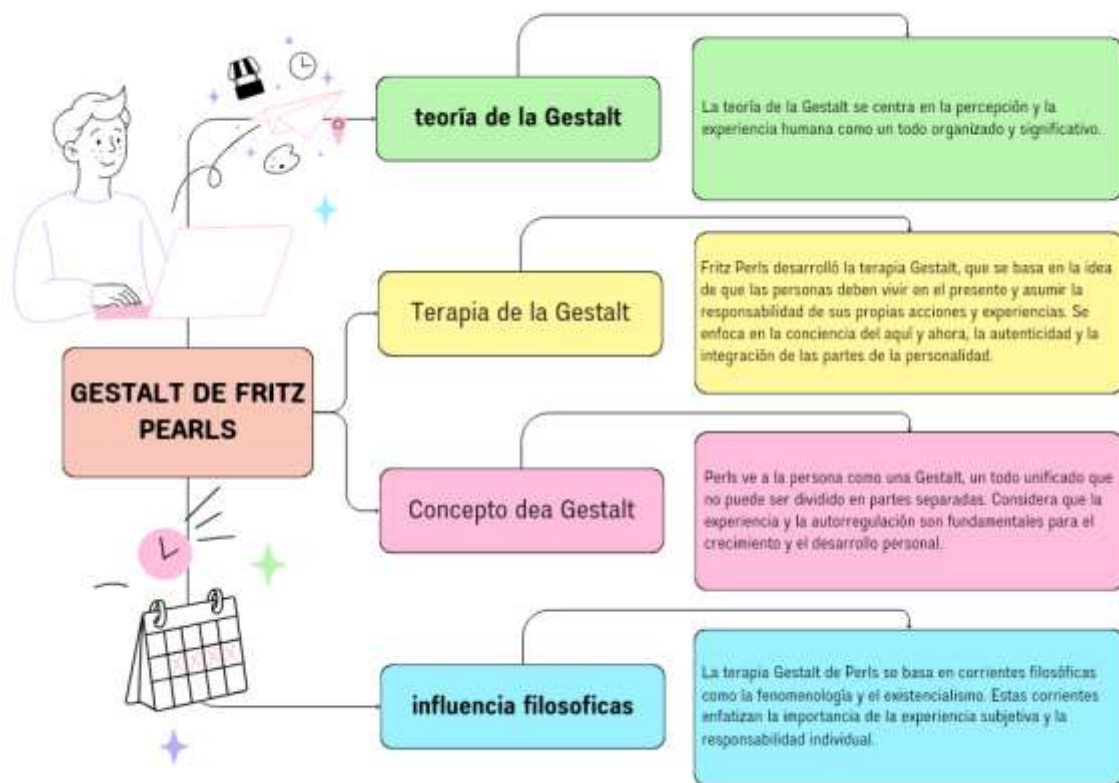 teoría de la Gestalt
La teoría de la Gestalt se centra en la percepción y la
experiencia humana como un todo organizado y significativo.
Terapia de la Gestalt
Fritz Perls desarrolló la terapia Gestalt, que se basa en la idea
de que las personas deben vivir en el presente y asumir la
responsabilidad de sus propias acciones y experiencias. Se
enfoca en la conciencia del aquí y ahora, la autenticidad y la
integración de las partes de la personalidad.
GESTALT DE FRITZ
PEARLS
Concepto dea Gestalt
Perls ve a la persona como una Gestalt, un todo unificado que
no puede ser dividido en partes separadas. Considera que la
experiencia y la autorregulación son fundamentales para el
crecimiento y el desarrollo personal.
influencia filosoficas
La terapia Gestalt de Perls se basa en corrientes filosóficas
como la fenomenología y el existencialismo. Estas corrientes
enfatizan la importancia de la experiencia subjetiva y la
responsabilidad individual.